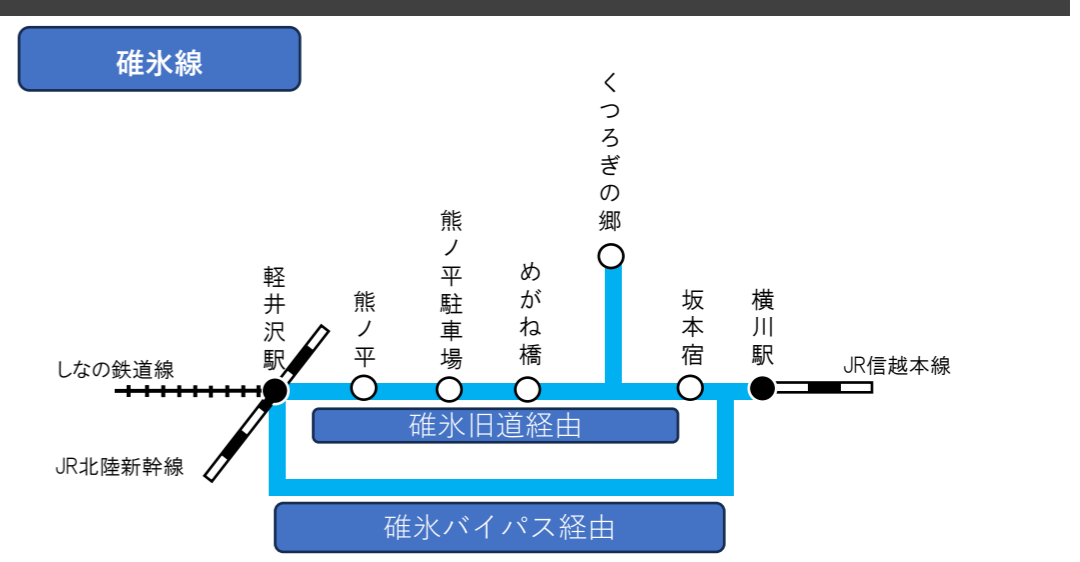 碓氷線
くつろぎの郷
軽井沢駅
熊ノ平
熊ノ平駐車場
めがね橋
坂本宿
横川駅
しなの鉄道線
JR信越本線
碓氷旧道経由
JR北陸新幹線
碓氷バイパス経由